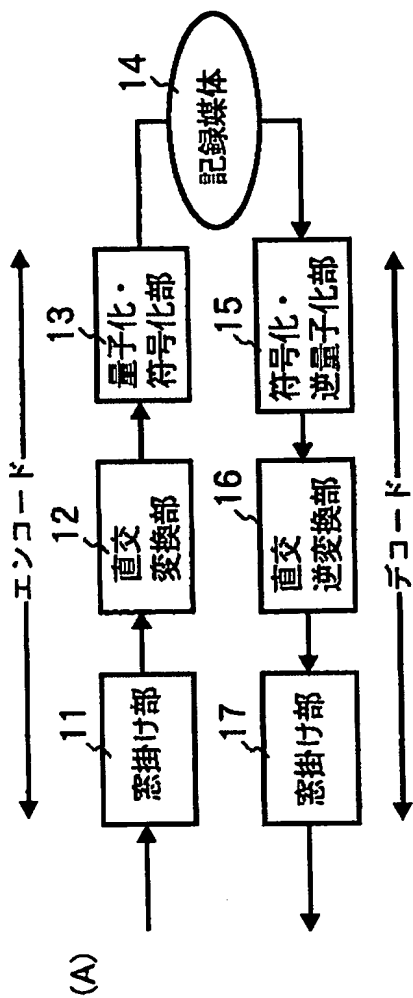 (A)
エンコード
11
窓掛け部
12
直交
変換部
13
量子化・
符号化部
14
記録媒体
15
符号化・
逆量子化部
16
直交
逆変換部
17
窓掛け部
デコード